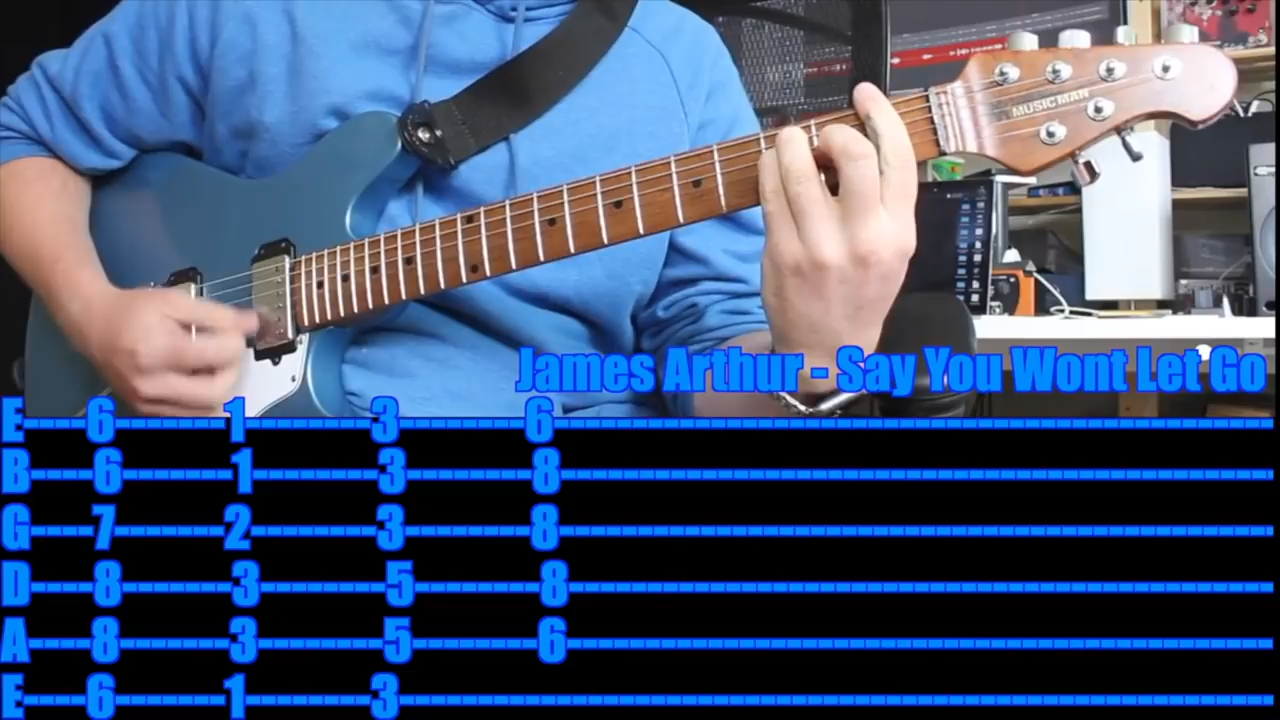 MUSIC MAN
James Arthur - Say You Wont Let Go
E 6 1 3 6
B 6 1 3 8
G 7 2 3 8
D 8 3 5 8
A 8 3 5 6
E 6 1 3